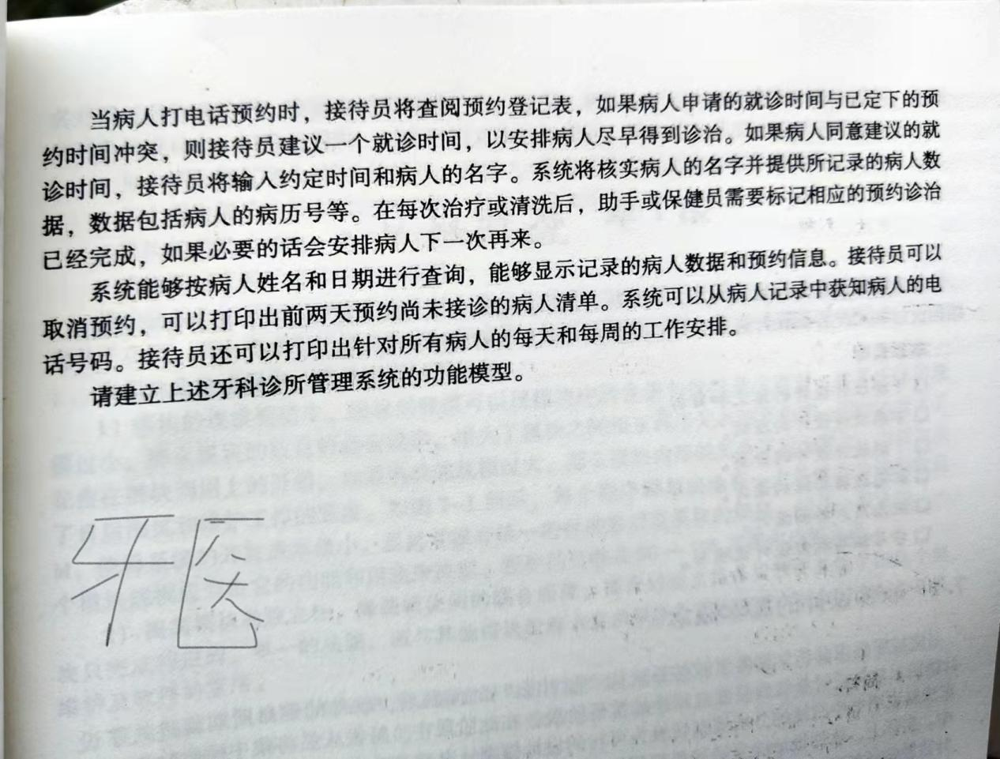 当病人打电话预约时，接待员将查阅预约登记表，如果病人申请的就诊时间与已定下的预
约时间冲突，则接待员建议一个就诊时间，以安排病人尽早得到诊治。如果病人同意建议的就
诊时间，接待员将输入约定时间和病人的名字。系统将核实病人的名字并提供所记录的病人数
据，数据包括病人的病历号等。在每次治疗或清洗后，助手或保健员需要标记相应的预约诊治
已经完成，如果必要的话会安排病人下一次再来。
系统能够按病人姓名和日期进行查询，能够显示记录的病人数据和预约信息。接待员可以
取消预约，可以打印出前两天预约尚未接诊的病人清单。系统可以从病人记录中获知病人的电
话号码。接待员还可以打印出针对所有病人的每天和每周的工作安排。
请建立上述牙科诊所管理系统的功能模型。
牙医